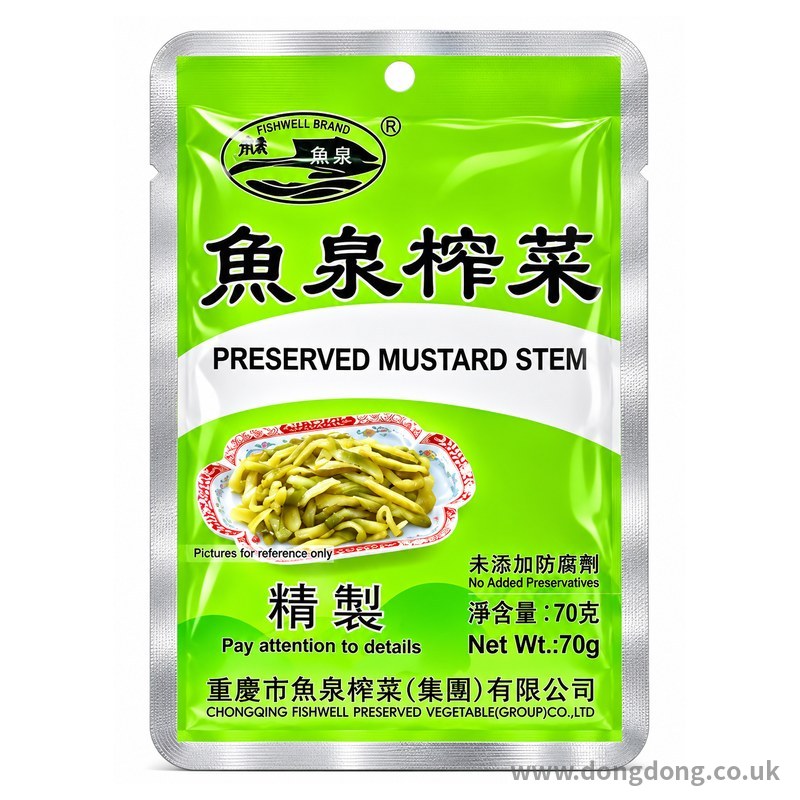 FISHWELL BRAND
魚泉
®
魚泉榨菜
PRESERVED MUSTARD STEM
Pictures for reference only
未添加防腐劑
No Added Preservatives
精製
淨含量：70克
Pay attention to details
Net Wt.:70g
重慶市魚泉榨菜（集團）有限公司
CHONGQING FISHWELL PRESERVED VEGETABLE(GROUP)CO.,LTD
www.dongdong.co.uk